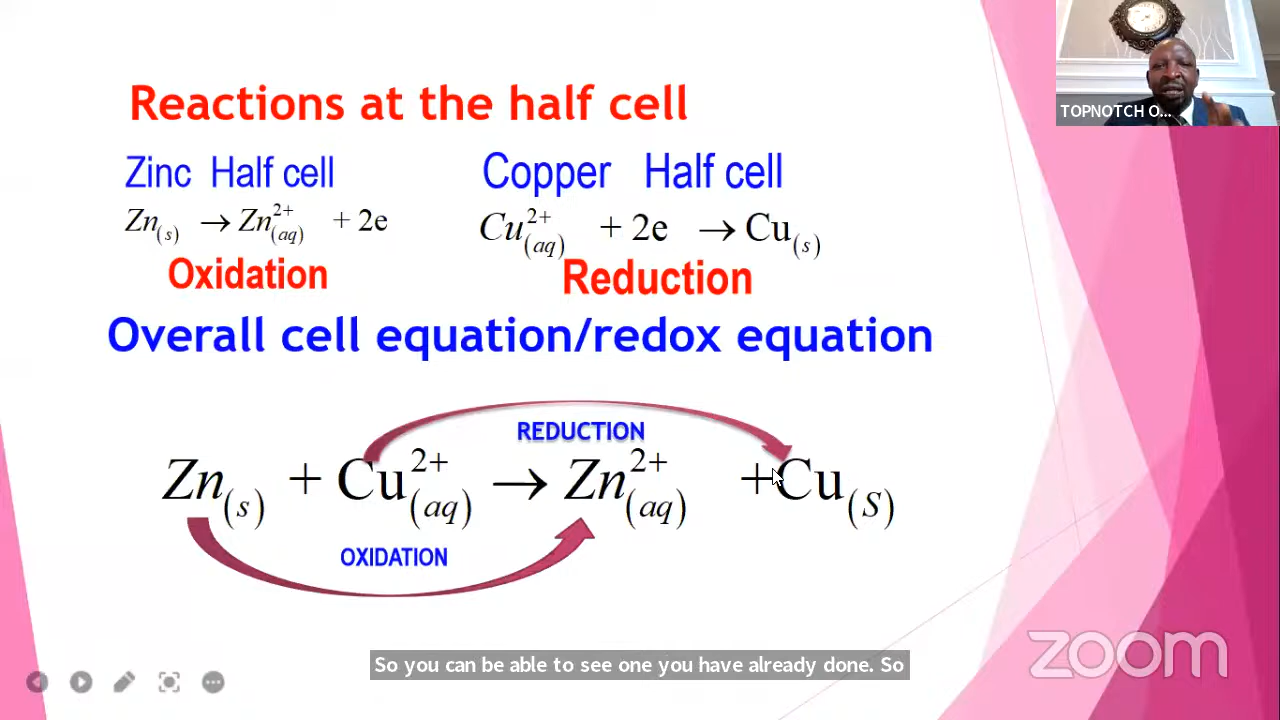 Reactions at the half cell
TOPNOTCH O...
Zinc Half cell
Copper Half cell
Zn(s) → Zn²⁺(aq) + 2e
Cu²⁺(aq) + 2e → Cu(s)
Oxidation
Reduction
Overall cell equation/redox equation
REDUCTION
Zn(s) + Cu²⁺(aq) → Zn²⁺(aq) + Cu(S)
OXIDATION
zoom
So you can be able to see one you have already done. So